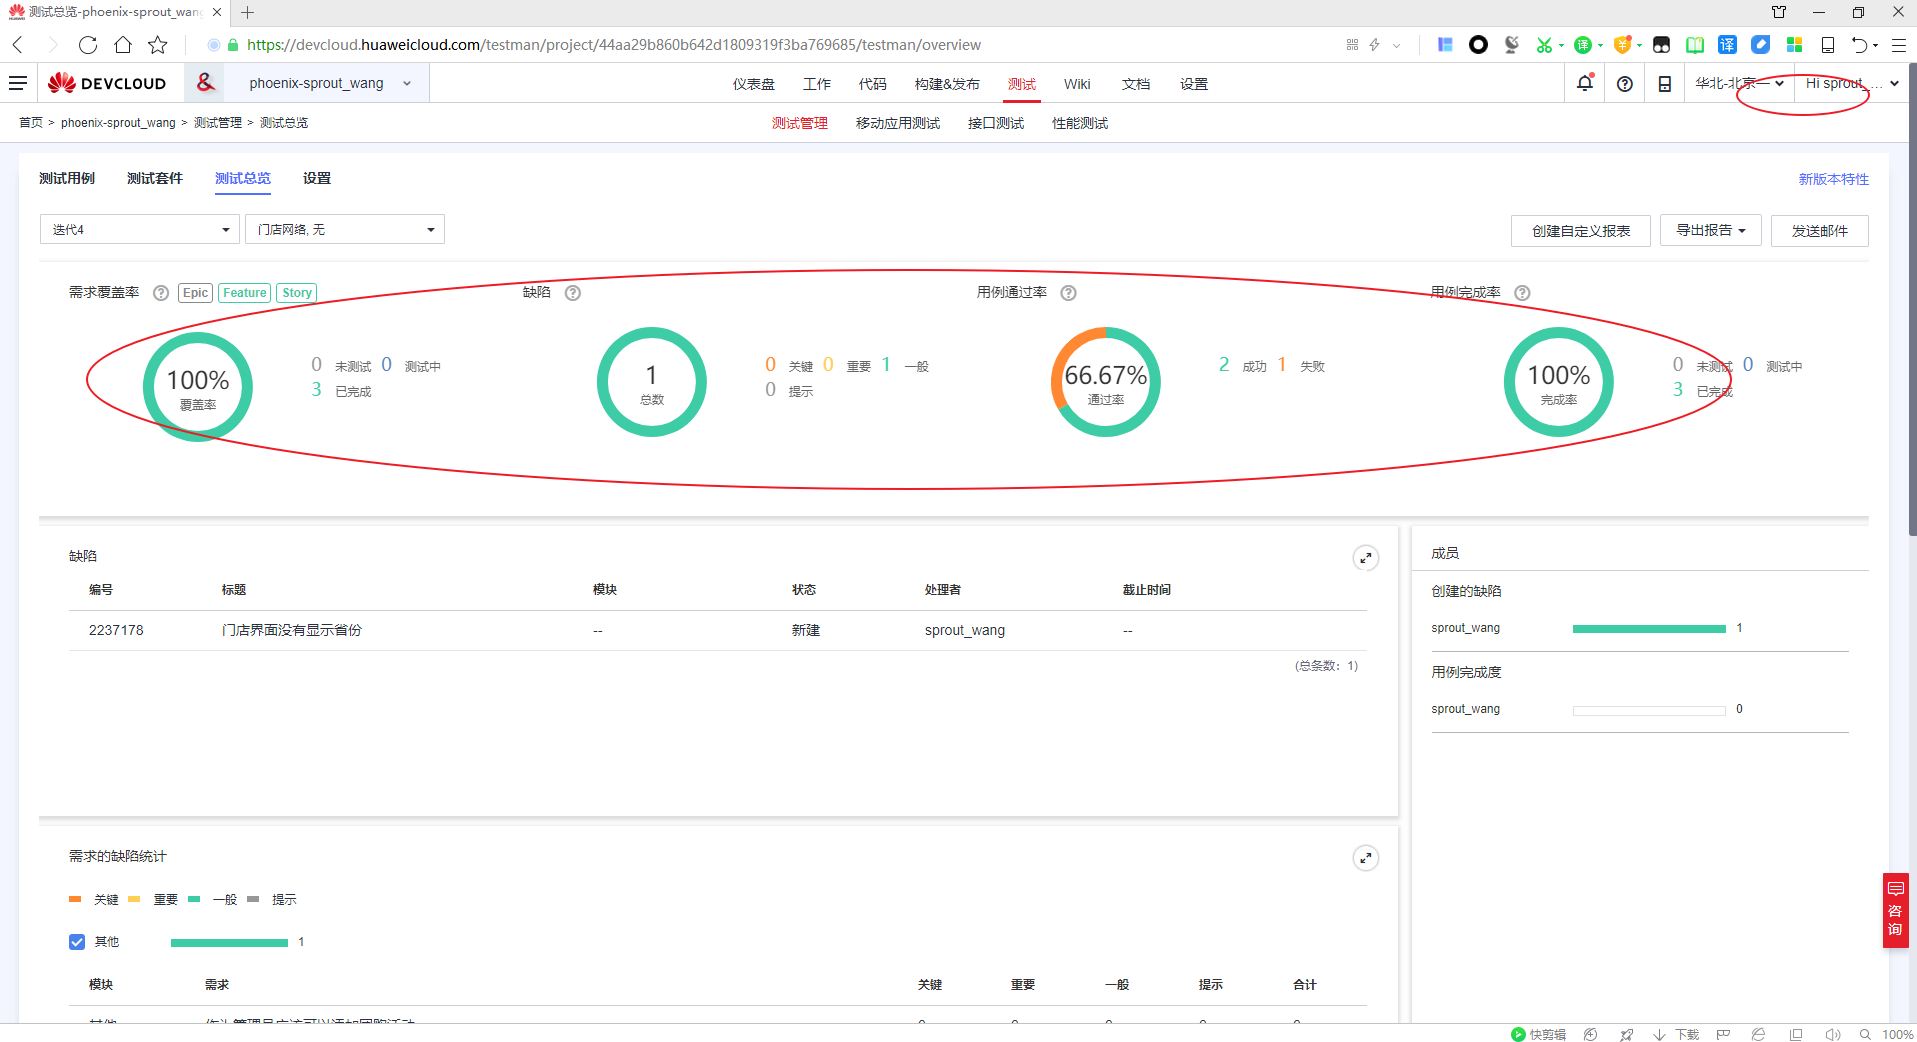 测试总览-phoenix-sprout_wang
https://devcloud.huaweicloud.com/testman/project/44aa29b860b642d1809319f3ba769685/testman/overview
DEVCLOUD
phoenix-sprout_wang
仪表盘 工作 代码 构建&发布 测试 Wiki 文档 设置
华北-北京一
Hi sprout_...
首页 > phoenix-sprout_wang > 测试管理 > 测试总览
测试管理 移动应用测试 接口测试 性能测试
测试用例 测试套件 测试总览 设置
新版本特性
迭代4
门店网络, 无
创建自定义报表 导出报告 发送邮件
需求覆盖率 Epic Feature Story
100%
覆盖率
0 未测试 0 测试中
3 已完成
缺陷
1
总数
0 关键 0 重要 1 一般
0 提示
用例通过率
66.67%
通过率
2 成功 1 失败
用例完成率
100%
完成率
0 未测试 0 测试中
3 已完成
缺陷
编号 标题 模块 状态 处理者 截止时间
2237178 门店界面没有显示省份 -- 新建 sprout_wang --
(总条数：1)
成员
创建的缺陷
sprout_wang 1
用例完成度
sprout_wang 0
需求的缺陷统计
关键 重要 一般 提示
其他 1
模块 需求 关键 重要 一般 提示 合计
咨询
快剪辑 下载 100%